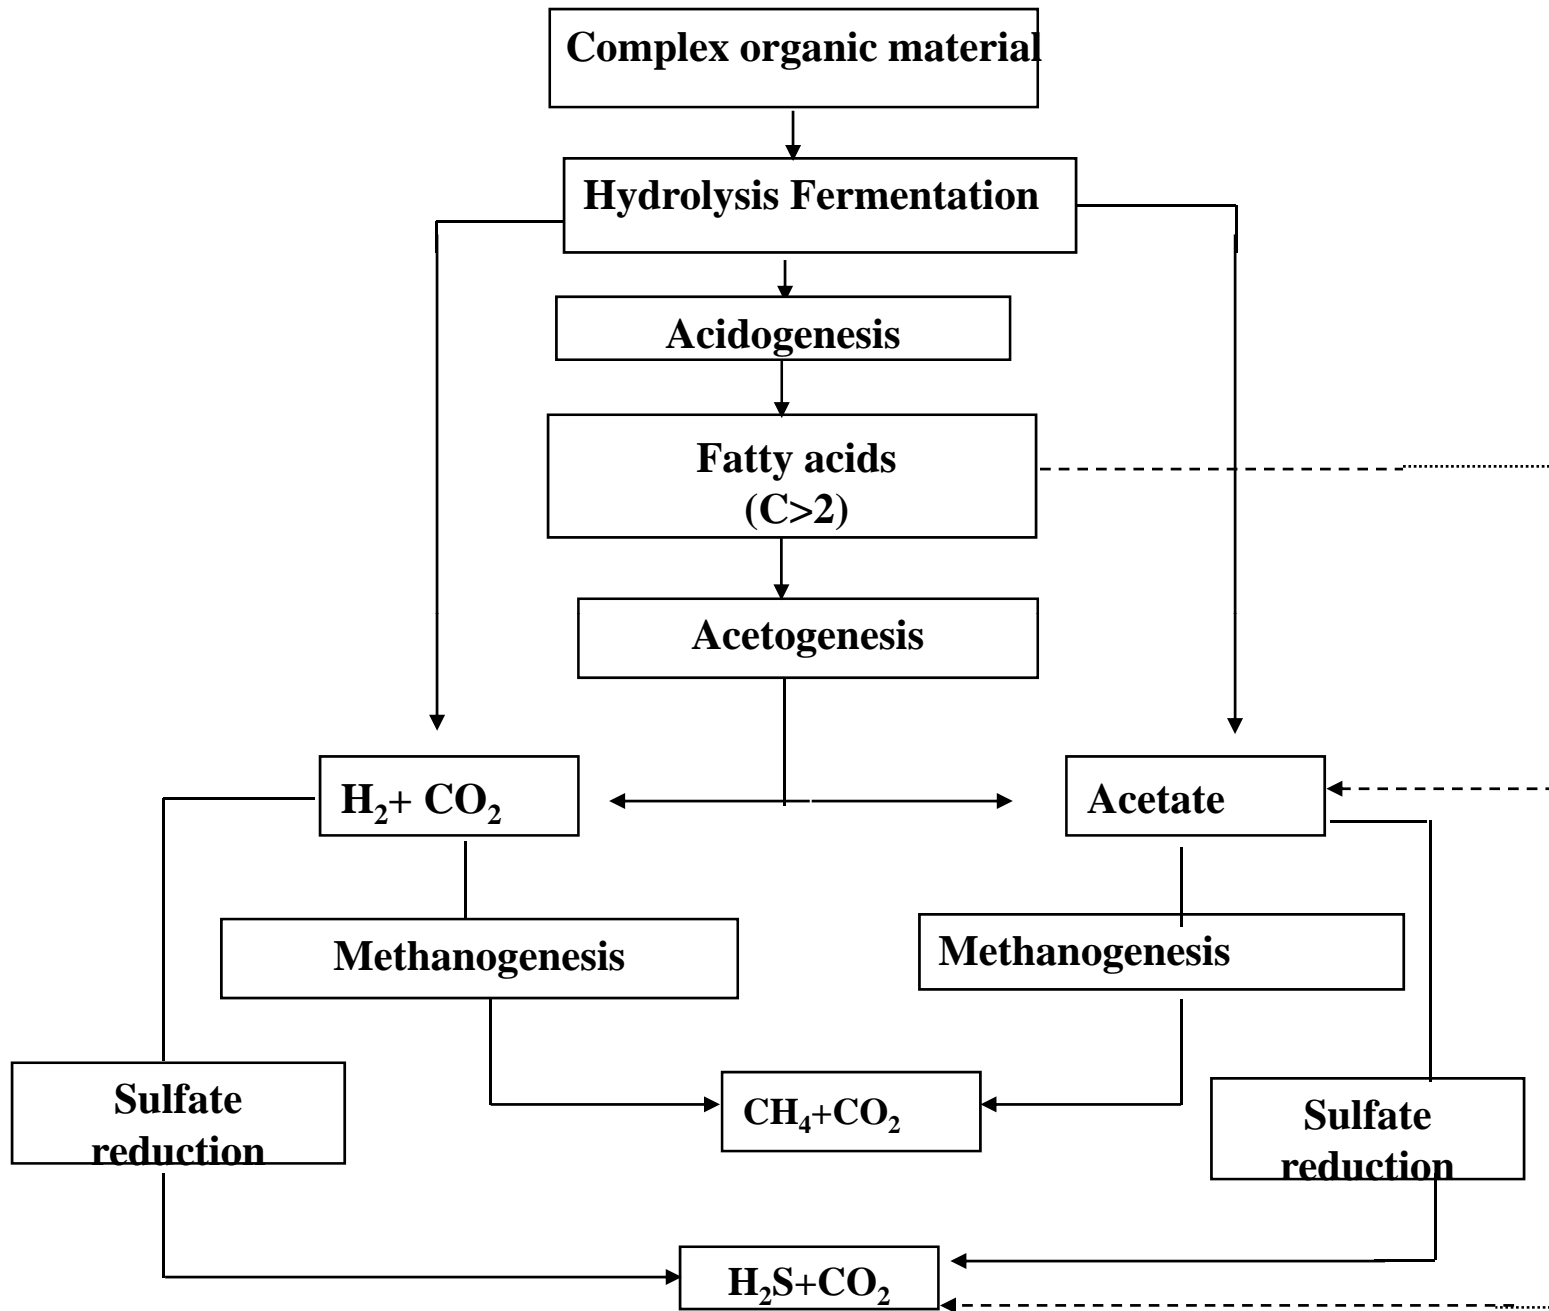 Complex organic material
Hydrolysis Fermentation
Acidogenesis
Fatty acids
(C>2)
Acetogenesis
H₂+ CO₂
Acetate
Methanogenesis
Methanogenesis
Sulfate
reduction
CH₄+CO₂
Sulfate
reduction
H₂S+CO₂